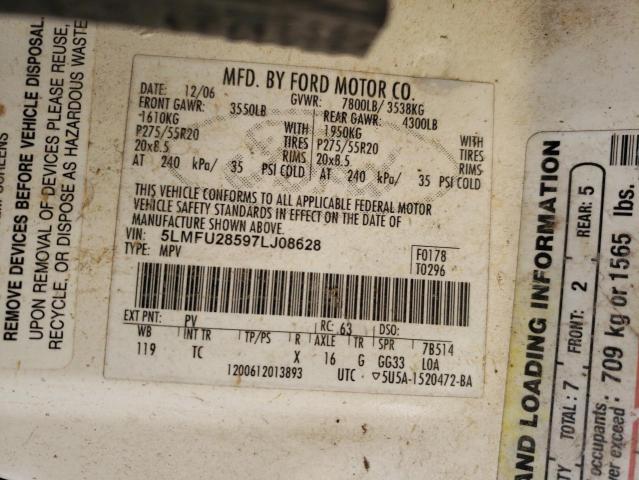 MFD. BY FORD MOTOR CO.
DATE: 12/06 GVWR: 7800LB/ 3538KG
FRONT GAWR: 3550LB REAR GAWR: 4300LB
-1610KG WITH -1950KG WITH
P275/55R20 TIRES P275/55R20 TIRES
20x8.5 RIMS 20x8.5 RIMS
AT 240 kPa/ 35 PSI COLD AT 240 kPa/ 35 PSI COLD
THIS VEHICLE CONFORMS TO ALL APPLICABLE FEDERAL MOTOR
VEHICLE SAFETY STANDARDS IN EFFECT ON THE DATE OF
MANUFACTURE SHOWN ABOVE.
VIN: 5LMFU28597LJ08628
TYPE: MPV
F0178
T0296
EXT PNT: PV RC: 63 DSO:
WB INT TR TP/PS R AXLE TR SPR 7B514
119 TC X 16 G GG33 LOA
1200612013893 UTC ▽5U5A-1520472-BA
REMOVE DEVICES BEFORE VEHICLE DISPOSAL.
UPON REMOVAL OF DEVICES PLEASE REUSE,
RECYCLE, OR DISPOSE AS HAZARDOUS WASTE
AND LOADING INFORMATION
TOTAL: 7 FRONT: 2 REAR: 5
occupants:
ver exceed: 709 kg or 1565 lbs.